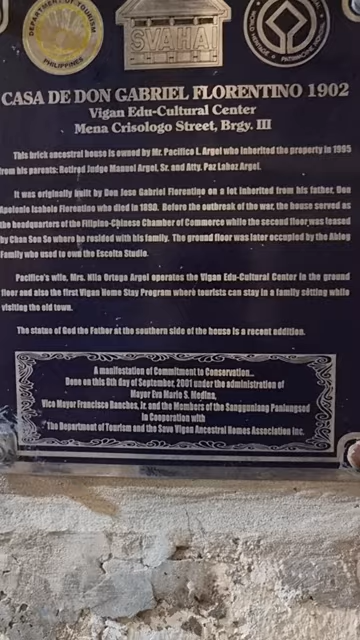 DEPARTMENT OF TOURISM
PHILIPPINES
SVAHAI
PATRIMOINE
CASA DE DON GABRIEL FLORENTINO 1902
Vigan Edu-Cultural Center
Mena Crisologo Street, Brgy. III
This brick ancestral house is owned by Mr. Pacifico L. Argel who inherited the property in 1995
from his parents: Retired Judge Manuel Argel, Sr. and Atty. Paz Lahoz Argel.
It was originally built by Don Jose Gabriel Florentino on a lot inherited from his father, Don
Apolonio Isabelo Florentino who died in 1890. Before the outbreak of the war, the house served as
the headquarters of the Filipino-Chinese Chamber of Commerce while the second floor was leased
by Chan Son So where he resided with his family. The ground floor was later occupied by the
Family who used to own the Escolta Studio.
Pacifico's wife, Mrs. Nila Ortega Argel operates the Vigan Edu-Cultural Center in the ground
floor and also the first Vigan Home Stay Program where tourists can stay in a family setting while
visiting the old town.
The statue of God the Father at the southern side of the house is a recent addition.
A manifestation of Commitment to Conservation...
Done on this 8th day of September, 2001 under the administration of
Mayor Eva Marie S. Medina,
Vice Mayor Francisco Ranches, Jr. and the Members of the Sangguniang Panlungsod
in Cooperation with
The Department of Tourism and the Save Vigan Ancestral Homes Association Inc.